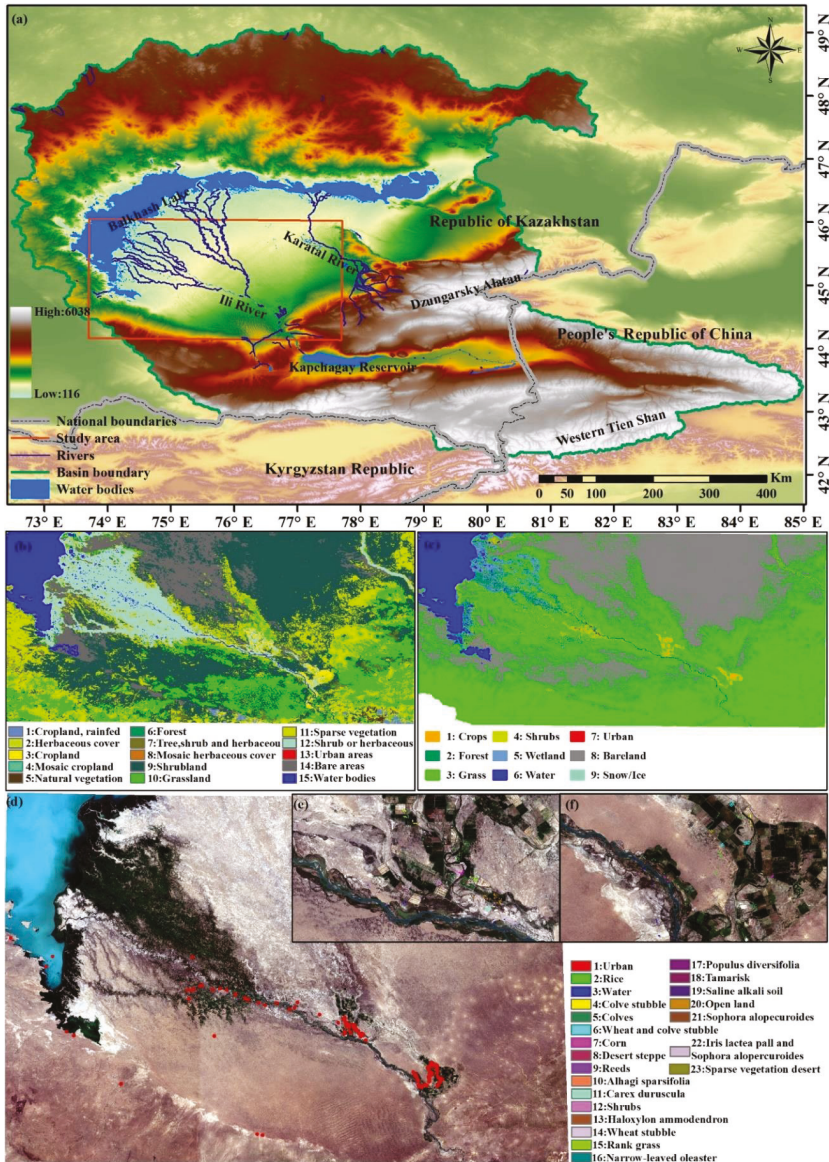 (a)
N
W
E
S
49° N
48° N
47° N
46° N
45° N
44° N
43° N
42° N
Balkhash Lake
Republic of Kazakhstan
Karatal River
Dzungarsky Alatau
Ili River
High:6038
People's Republic of China
Kapchagay Reservoir
Low:116
National boundaries
Study area
Western Tien Shan
Rivers
Basin boundary
Kyrgyzstan Republic
Water bodies
Km
0 50 100 200 300 400
73° E 74° E 75° E 76° E 77° E 78° E 79° E 80° E 81° E 82° E 83° E 84° E 85° E
(b)
(c)
1:Cropland, rainfed
2:Herbaceous cover
3:Cropland
4:Mosaic cropland
5:Natural vegetation
6:Forest
7:Tree,shrub and herbaceous
8:Mosaic herbaceous cover
9:Shrubland
10:Grassland
11:Sparse vegetation
12:Shrub or herbaceous
13:Urban areas
14:Bare areas
15:Water bodies
1: Crops
2: Forest
3: Grass
4: Shrubs
5: Wetland
6: Water
7: Urban
8: Bareland
9: Snow/Ice
(d)
(e)
(f)
1:Urban
2:Rice
3:Water
4:Colve stubble
5:Colves
6:Wheat and colve stubble
7:Corn
8:Desert steppe
9:Reeds
10:Alhagi sparsifolia
11:Carex duruscula
12:Shrubs
13:Haloxylon ammodendron
14:Wheat stubble
15:Rank grass
16:Narrow-leaved oleaster
17:Populus diversifolia
18:Tamarisk
19:Saline alkali soil
20:Open land
21:Sophora alopecuroides
22:Iris lactea pall and
Sophora alopercuroides
23:Sparse vegetation desert